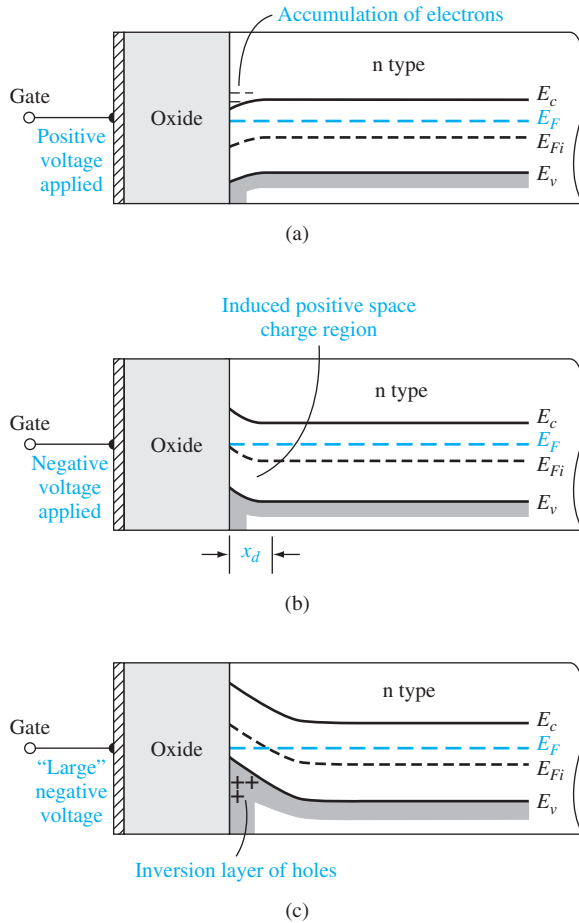 Accumulation of electrons
n type
Gate
Oxide
Positive
voltage
applied
E_c
E_F
E_Fi
E_v
(a)
Induced positive space
charge region
n type
Gate
Oxide
Negative
voltage
applied
E_c
E_F
E_Fi
E_v
x_d
(b)
n type
Gate
Oxide
“Large”
negative
voltage
E_c
E_F
E_Fi
E_v
++
+
Inversion layer of holes
(c)